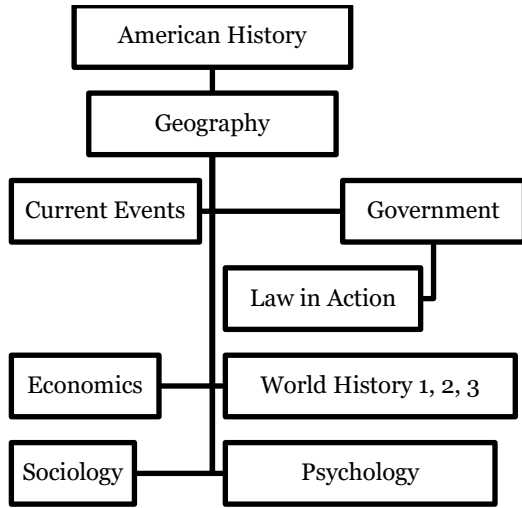 American History
Geography
Current Events
Government
Law in Action
Economics
World History 1, 2, 3
Sociology
Psychology